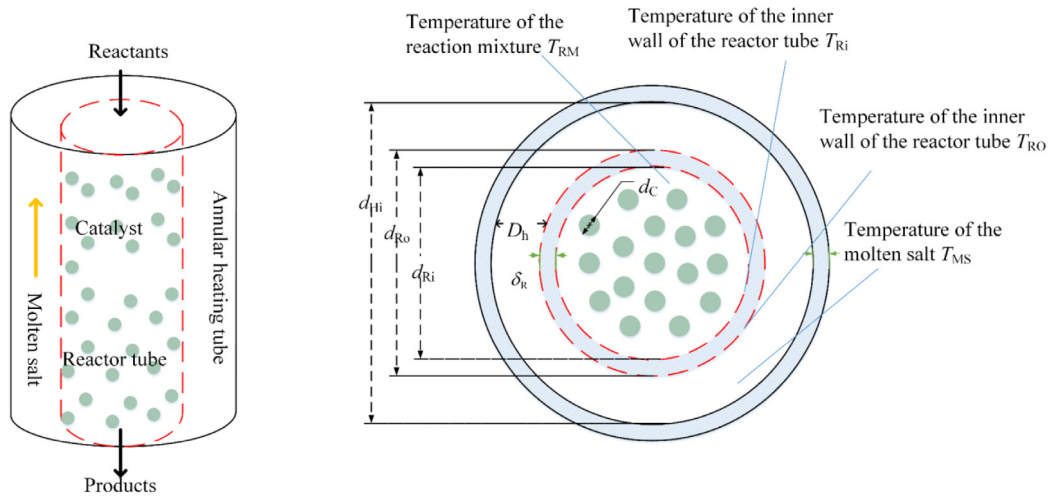 Reactants
Catalyst
Reactor tube
Molten salt
Annular heating tube
Products
Temperature of the
reaction mixture T_RM
Temperature of the inner
wall of the reactor tube T_Ri
Temperature of the inner
wall of the reactor tube T_RO
Temperature of the
molten salt T_MS
d_Hi
d_Ro
d_Ri
D_h
δ_R
d_C